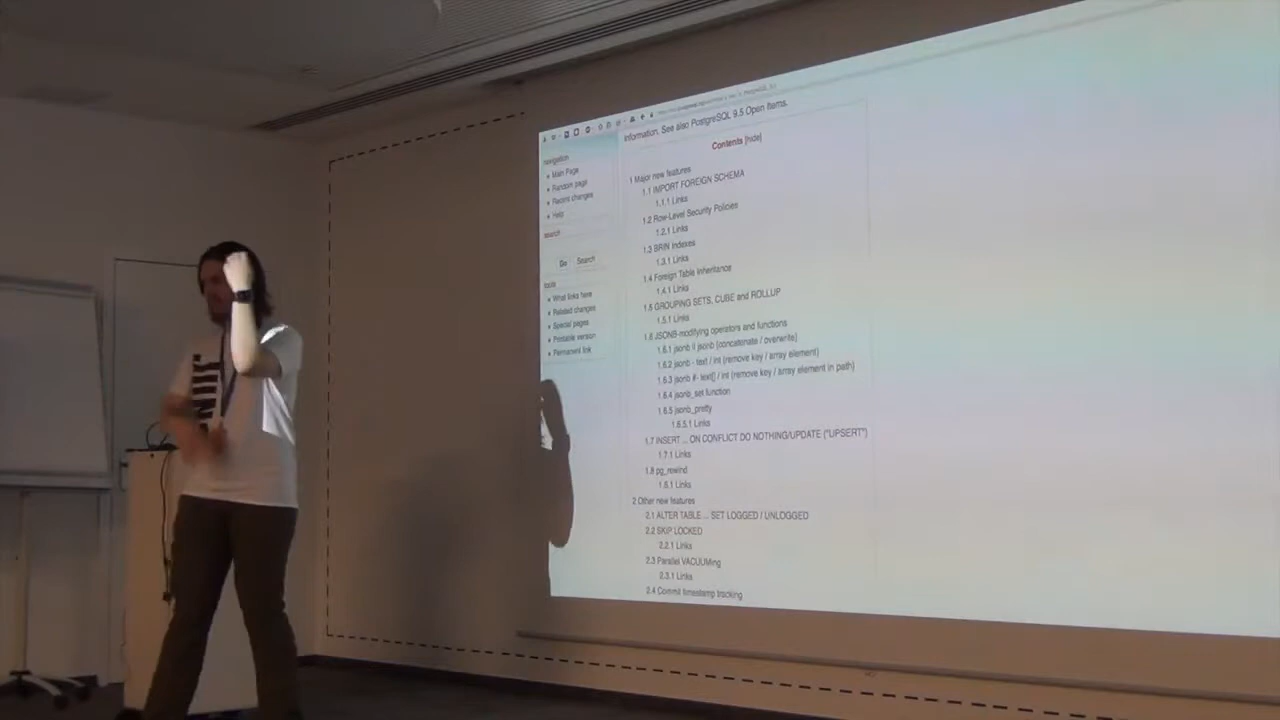 information. See also PostgreSQL 9.5 Open Items.
Contents [hide]
1 Major new features
1.1 IMPORT FOREIGN SCHEMA
1.1.1 Links
1.2 Row-Level Security Policies
1.2.1 Links
1.3 BRIN Indexes
1.3.1 Links
1.4 Foreign Table Inheritance
1.4.1 Links
1.5 GROUPING SETS, CUBE and ROLLUP
1.5.1 Links
1.6 JSONB-modifying operators and functions
1.6.1 jsonb || jsonb (concatenate / overwrite)
1.6.2 jsonb - text / int (remove key / array element)
1.6.3 jsonb #- text[] / int (remove key / array element in path)
1.6.4 jsonb_set function
1.6.5 jsonb_pretty
1.6.5.1 Links
1.7 INSERT ... ON CONFLICT DO NOTHING/UPDATE ("UPSERT")
1.7.1 Links
1.8 pg_rewind
1.8.1 Links
2 Other new features
2.1 ALTER TABLE ... SET LOGGED / UNLOGGED
2.2 SKIP LOCKED
2.2.1 Links
2.3 Parallel VACUUMing
2.3.1 Links
2.4 Commit timestamp tracking
navigation
Main Page
Random page
Recent changes
Help
search
Go Search
tools
What links here
Related changes
Special pages
Printable version
Permanent link